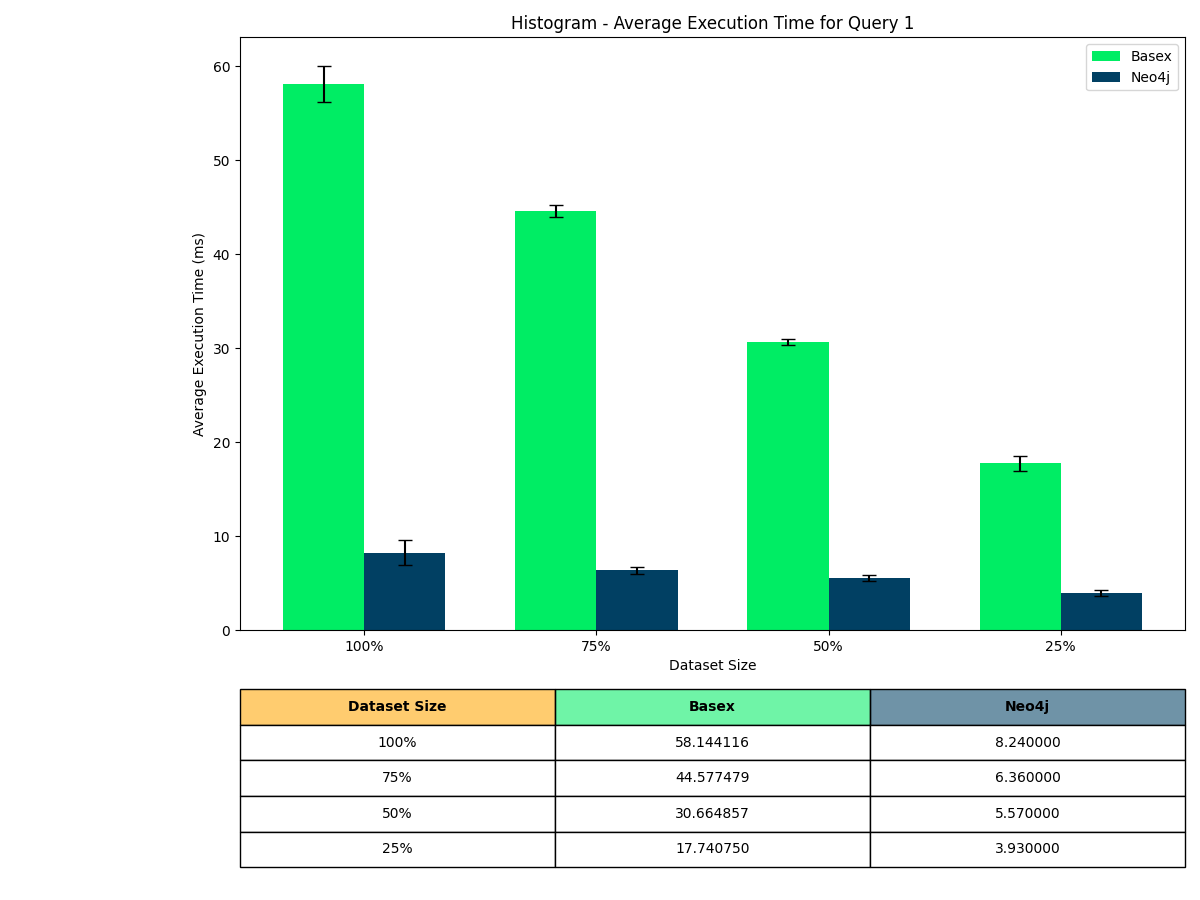 Histogram - Average Execution Time for Query 1
Basex
Neo4j
Average Execution Time (ms)
60
50
40
30
20
10
0
100% 75% 50% 25%
Dataset Size
Dataset Size Basex Neo4j
100% 58.144116 8.240000
75% 44.577479 6.360000
50% 30.664857 5.570000
25% 17.740750 3.930000